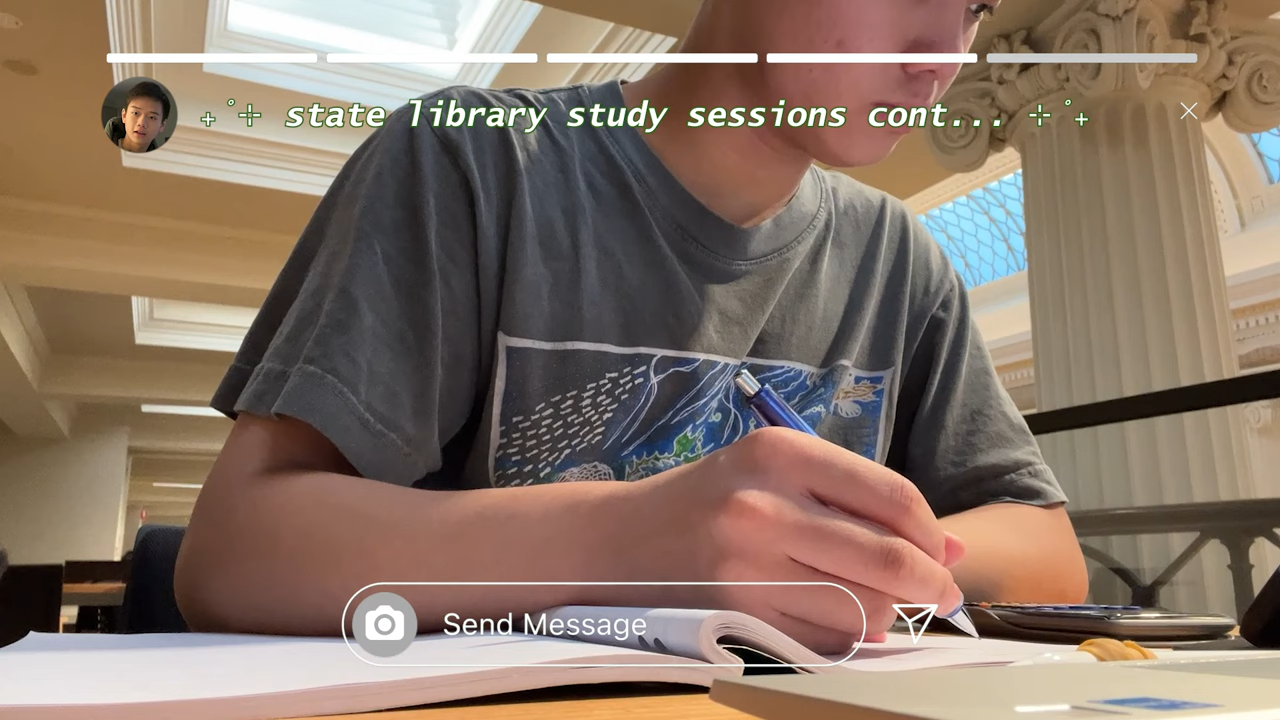 ₊˚⊹ state library study sessions cont... ⊹˚₊
Send Message